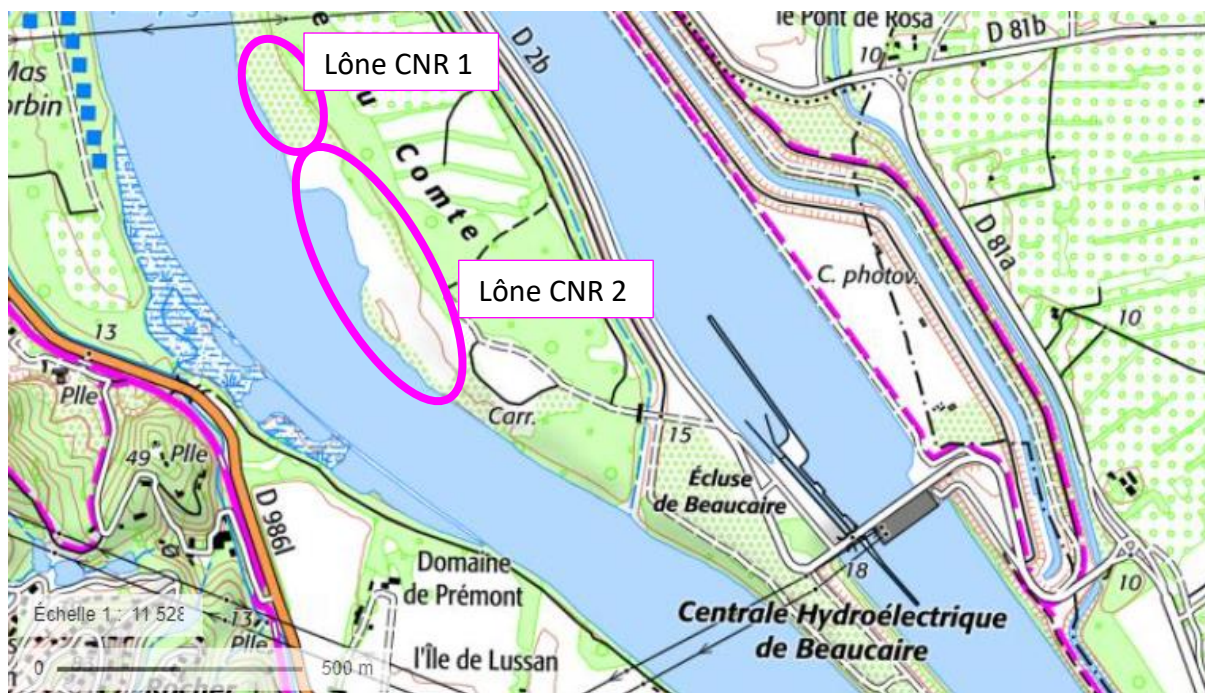 le Pont de Rosa
D 81b
10
D 2b
Lône CNR 1
Mas
orbin
Comte
D 81a
C. photov.
Lône CNR 2
13
10
Plle
Carr.
15
49
Plle
Écluse
de Beaucaire
D 986l
18
Domaine
de Prémont
10
Centrale Hydroélectrique
de Beaucaire
Échelle 1 : 11 528
13
Plle
l'Île de Lussan
0
500 m
Rocher